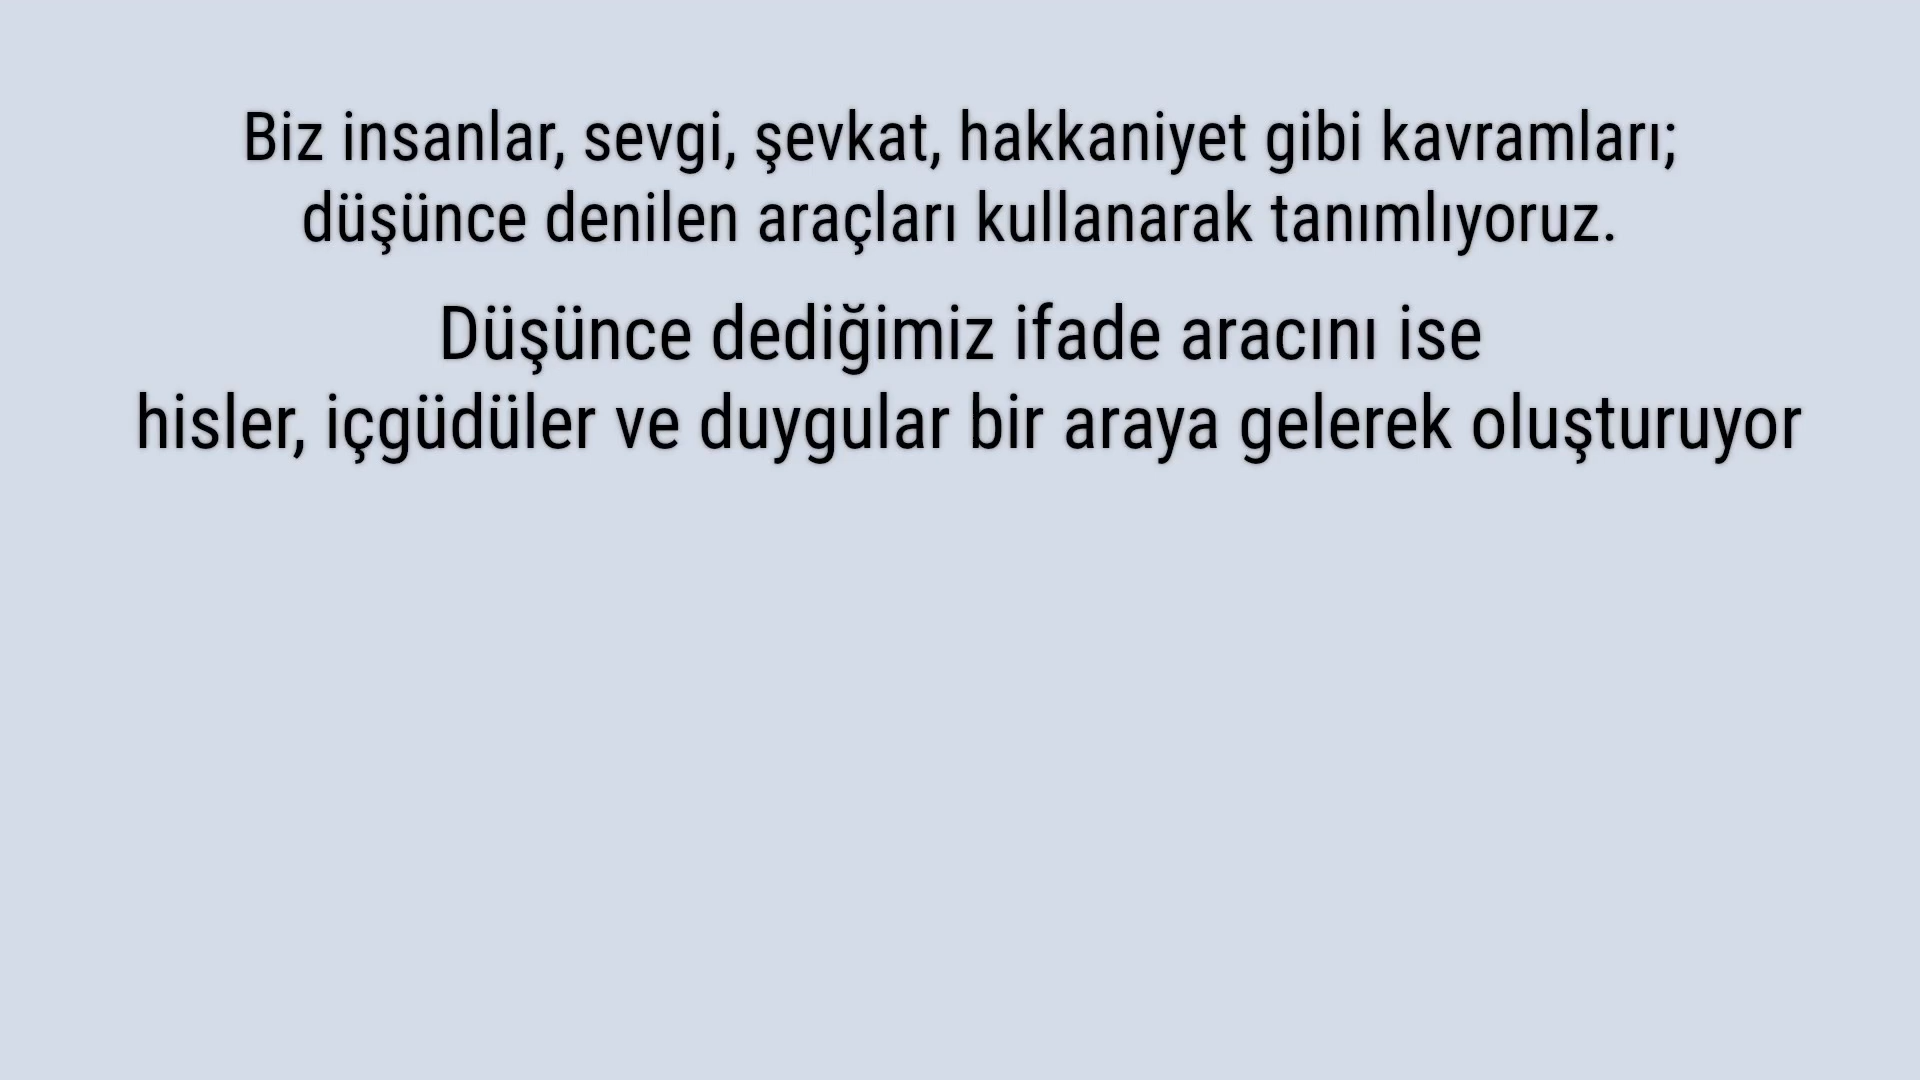 Biz insanlar, sevgi, şevkat, hakkaniyet gibi kavramları;
düşünce denilen araçları kullanarak tanımlıyoruz.
Düşünce dediğimiz ifade aracını ise
hisler, içgüdüler ve duygular bir araya gelerek oluşturuyor